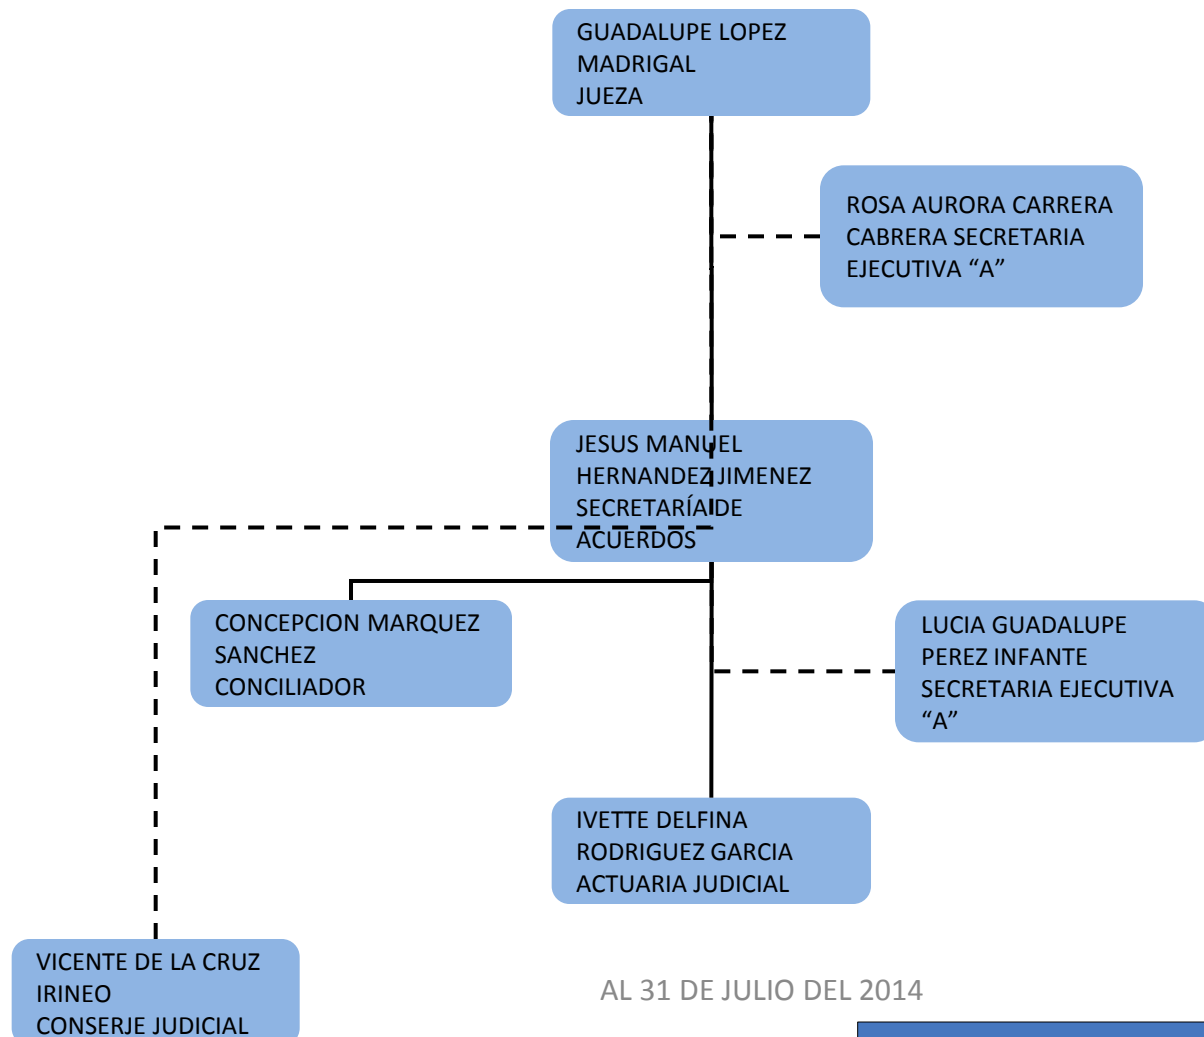 GUADALUPE LOPEZ
MADRIGAL
JUEZA
ROSA AURORA CARRERA
CABRERA SECRETARIA
EJECUTIVA “A”
JESUS MANUEL
HERNANDEZ JIMENEZ
SECRETARÍA DE
ACUERDOS
CONCEPCION MARQUEZ
SANCHEZ
CONCILIADOR
LUCIA GUADALUPE
PEREZ INFANTE
SECRETARIA EJECUTIVA
“A”
IVETTE DELFINA
RODRIGUEZ GARCIA
ACTUARIA JUDICIAL
VICENTE DE LA CRUZ
IRINEO
CONSERJE JUDICIAL
AL 31 DE JULIO DEL 2014